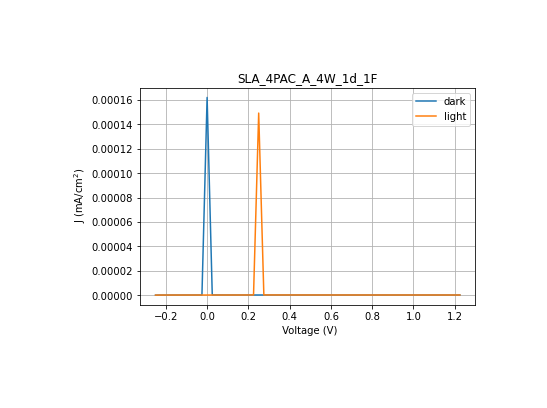 SLA_4PAC_A_4W_1d_1F
dark
light
0.00016
0.00014
0.00012
0.00010
0.00008
0.00006
0.00004
0.00002
0.00000
J (mA/cm²)
−0.2 0.0 0.2 0.4 0.6 0.8 1.0 1.2
Voltage (V)